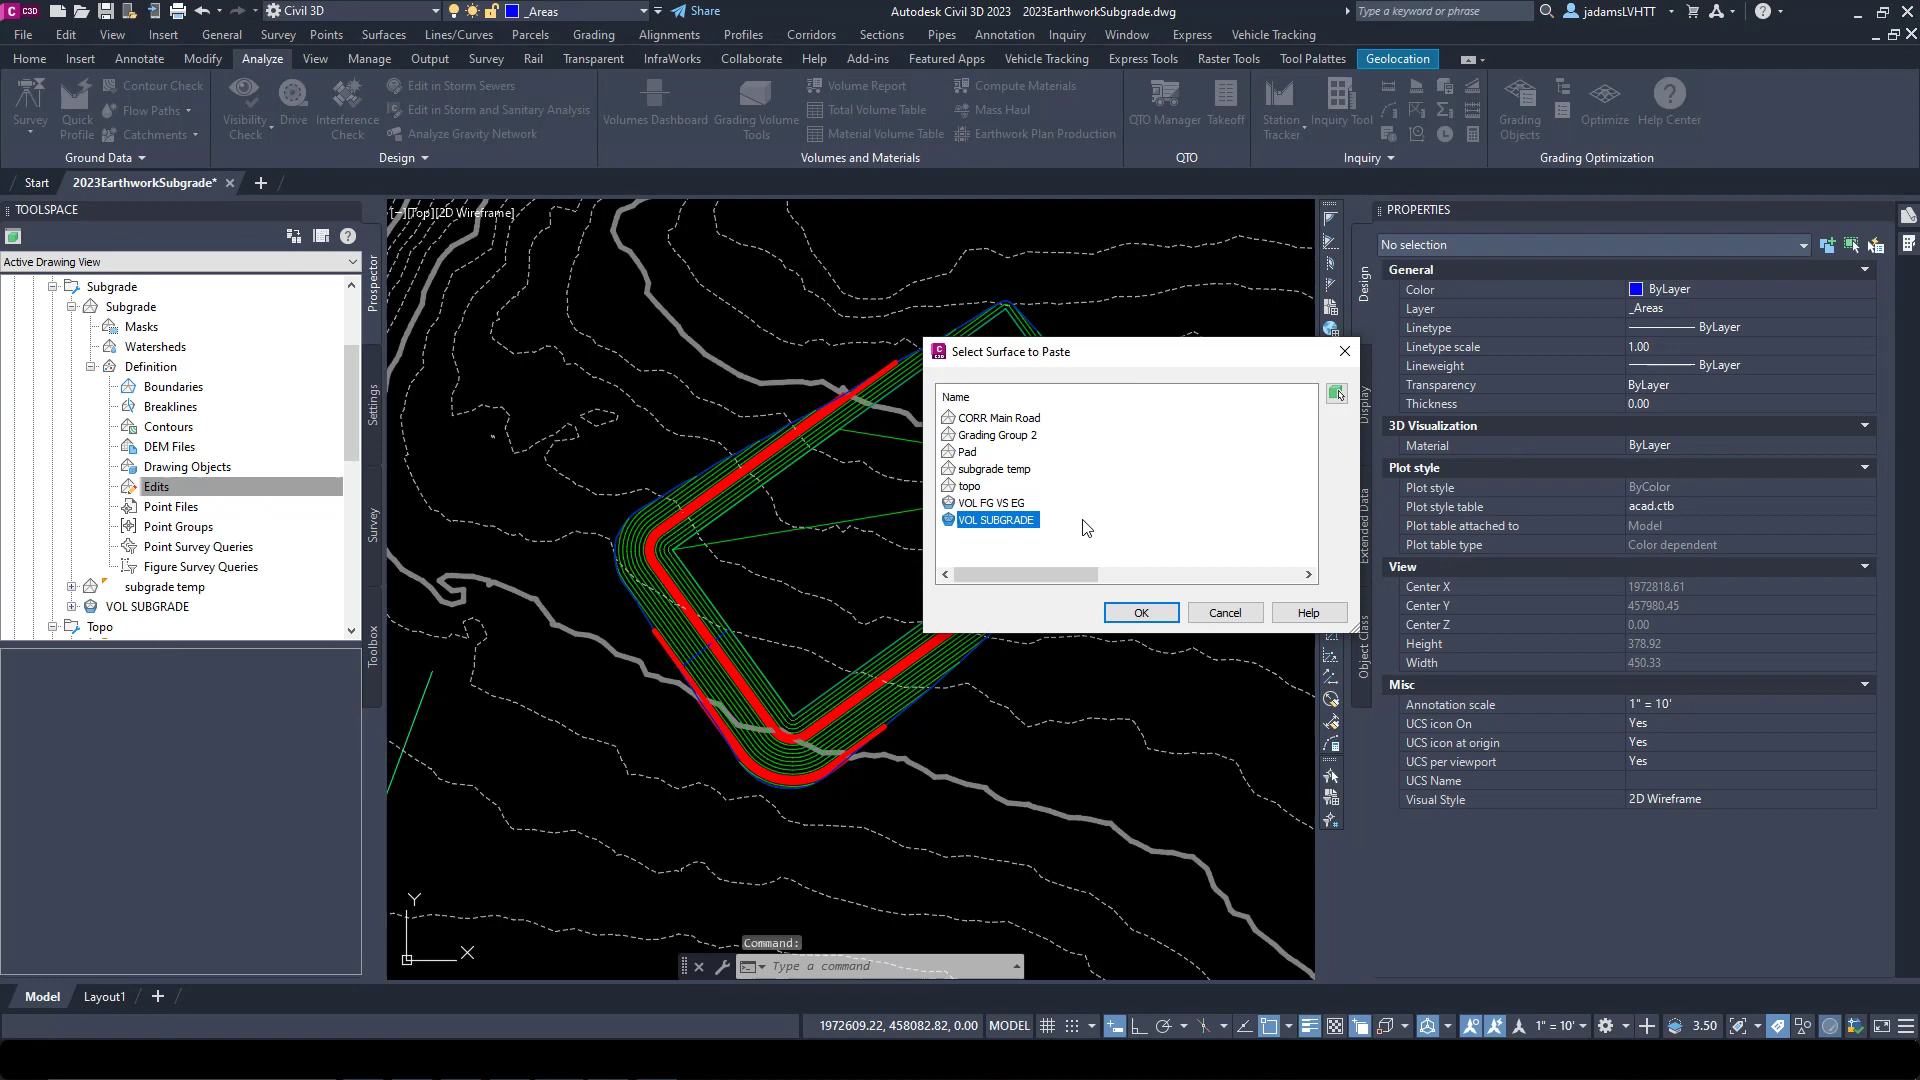 C3D Civil 3D _Areas Share Autodesk Civil 3D 2023 2023EarthworkSubgrade.dwg Type a keyword or phrase jadamsLVHTT
File Edit View Insert General Survey Points Surfaces Lines/Curves Parcels Grading Alignments Profiles Corridors Sections Pipes Annotation Inquiry Window Express Vehicle Tracking
Home Insert Annotate Modify Analyze View Manage Output Survey Rail Transparent InfraWorks Collaborate Help Add-ins Featured Apps Vehicle Tracking Express Tools Raster Tools Tool Palettes Geolocation
Contour Check Edit in Storm Sewers Volume Report Compute Materials
Flow Paths Edit in Storm and Sanitary Analysis Total Volume Table Mass Haul
Catchments Analyze Gravity Network Material Volume Table Earthwork Plan Production
Survey Quick Profile Visibility Check Drive Interference Check Volumes Dashboard Grading Volume Tools QTO Manager Takeoff Station Tracker Inquiry Tool Grading Objects Optimize Help Center
Ground Data Design Volumes and Materials QTO Inquiry Grading Optimization
Start 2023EarthworkSubgrade*
TOOLSPACE
Active Drawing View
Subgrade
Subgrade
Masks
Watersheds
Definition
Boundaries
Breaklines
Contours
DEM Files
Drawing Objects
Edits
Point Files
Point Groups
Point Survey Queries
Figure Survey Queries
subgrade temp
VOL SUBGRADE
Topo
Prospector
Settings
Survey
Toolbox
[−][Top][2D Wireframe]
Select Surface to Paste
Name
CORR Main Road
Grading Group 2
Pad
subgrade temp
topo
VOL FG VS EG
VOL SUBGRADE
OK Cancel Help
Y
X
Command:
Type a command
PROPERTIES
No selection
Design
Display
Extended Data
Object Class
General
Color ByLayer
Layer _Areas
Linetype ByLayer
Linetype scale 1.00
Lineweight ByLayer
Transparency ByLayer
Thickness 0.00
3D Visualization
Material ByLayer
Plot style
Plot style ByColor
Plot style table acad.ctb
Plot table attached to Model
Plot table type Color dependent
View
Center X 1972818.61
Center Y 457980.45
Center Z 0.00
Height 378.92
Width 450.33
Misc
Annotation scale 1" = 10'
UCS icon On Yes
UCS icon at origin Yes
UCS per viewport Yes
UCS Name
Visual Style 2D Wireframe
Model Layout1
1972609.22, 458082.82, 0.00 MODEL 1" = 10' 3.50